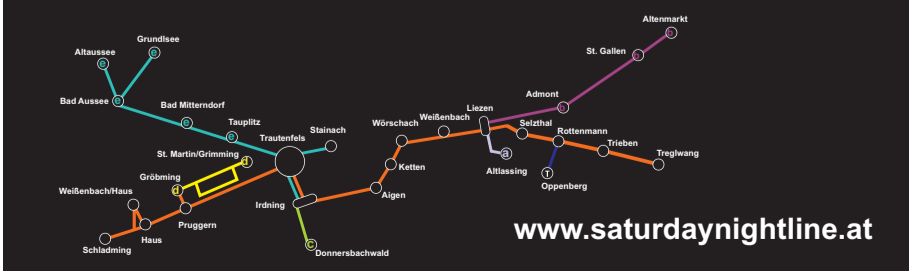 Altenmarkt
b
Grundlsee
e
Altaussee
e
St. Gallen
b
Bad Aussee
e
Admont
b
Bad Mitterndorf
e
Liezen
Weißenbach
Tauplitz
e
Wörschach
Selzthal
Stainach
Rottenmann
Trautenfels
Trieben
St. Martin/Grimming
d
a
Treglwang
Ketten
Altlassing
f
Oppenberg
Gröbming
d
Weißenbach/Haus
Aigen
Irdning
Pruggern
Haus
Schladming
c
Donnersbachwald
www.saturdaynightline.at